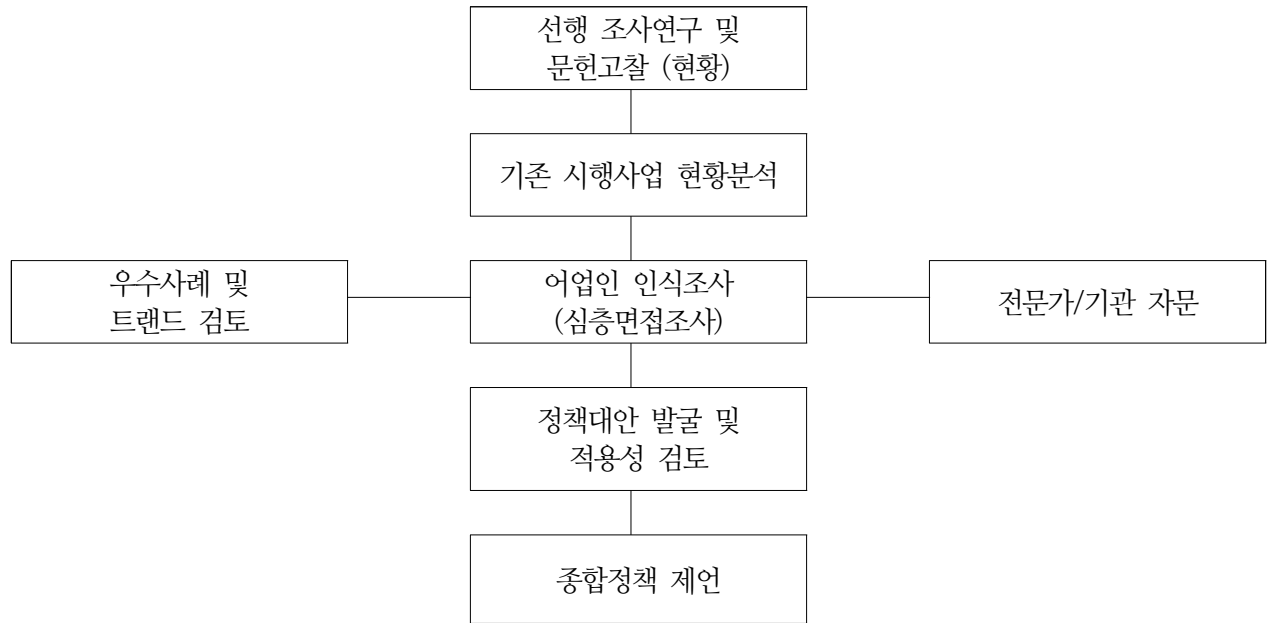 선행 조사연구 및
문헌고찰 (현황)
기존 시행사업 현황분석
우수사례 및
트랜드 검토
어업인 인식조사
(심층면접조사)
전문가/기관 자문
정책대안 발굴 및
적용성 검토
종합정책 제언